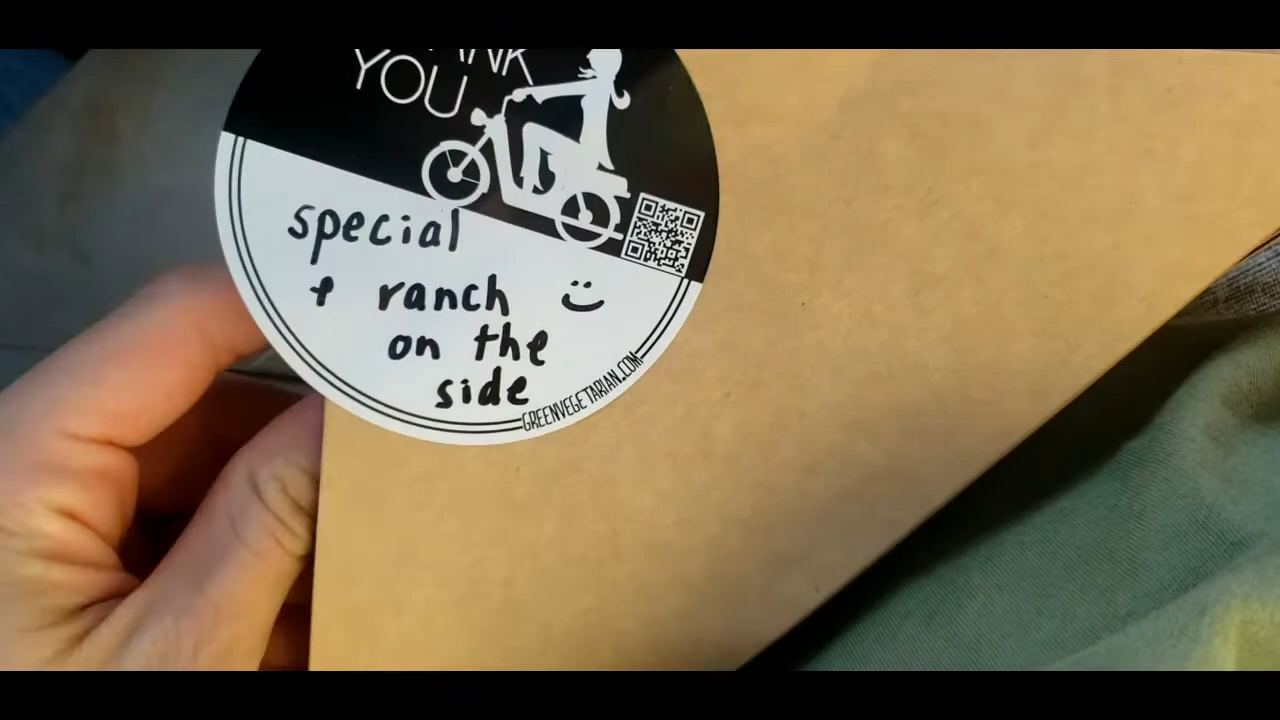 YOU
special
+ ranch
on the
side
GREENVEGETARIAN.COM